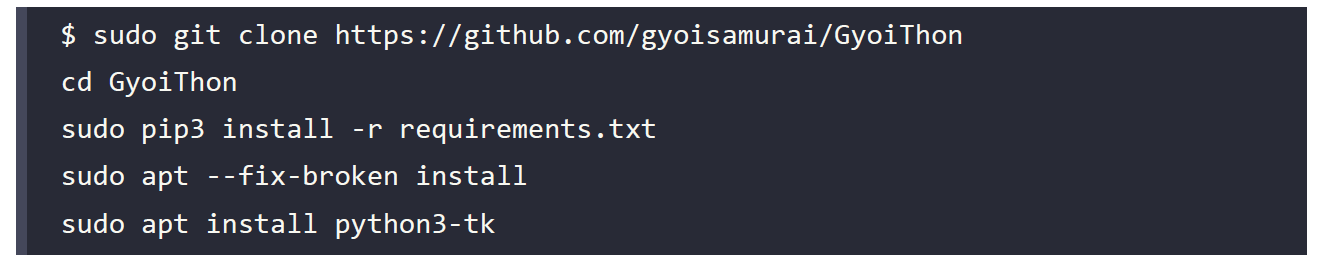 $ sudo git clone https://github.com/gyoisamurai/GyoiThon
cd GyoiThon
sudo pip3 install -r requirements.txt
sudo apt --fix-broken install
sudo apt install python3-tk